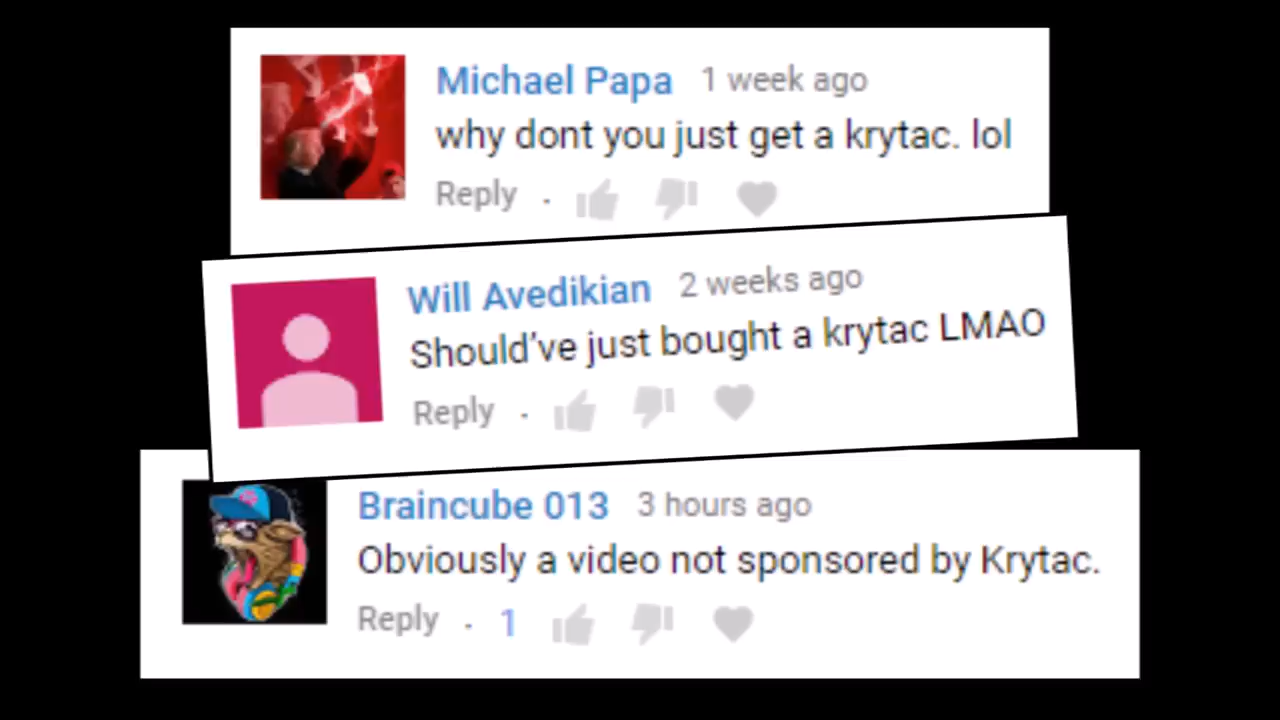 Michael Papa 1 week ago
why dont you just get a krytac. lol
Reply .
Will Avedikian 2 weeks ago
Should've just bought a krytac LMAO
Reply .
Braincube 013 3 hours ago
Obviously a video not sponsored by Krytac.
Reply . 1